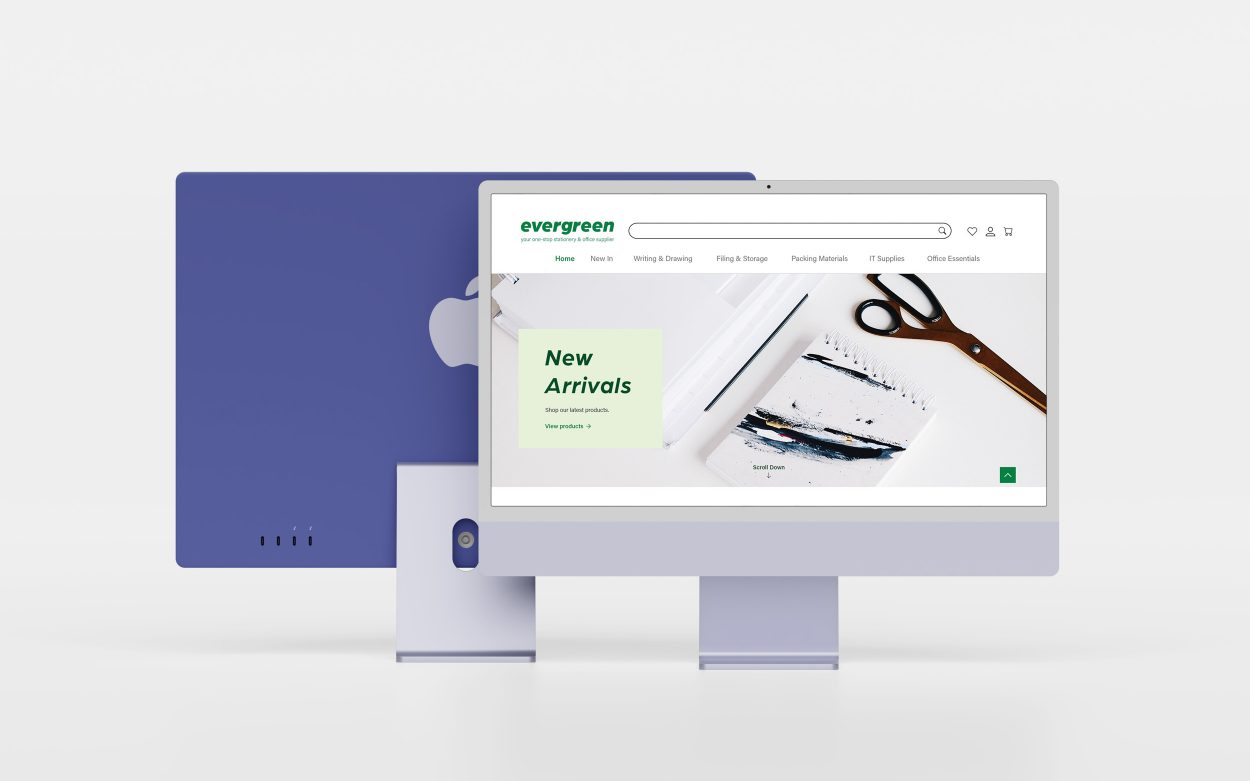 evergreen
your one-stop stationery & office supplier
Home New In Writing & Drawing Filing & Storage Packing Materials IT Supplies Office Essentials
New
Arrivals
Shop our latest products.
View products →
Scroll Down
↓